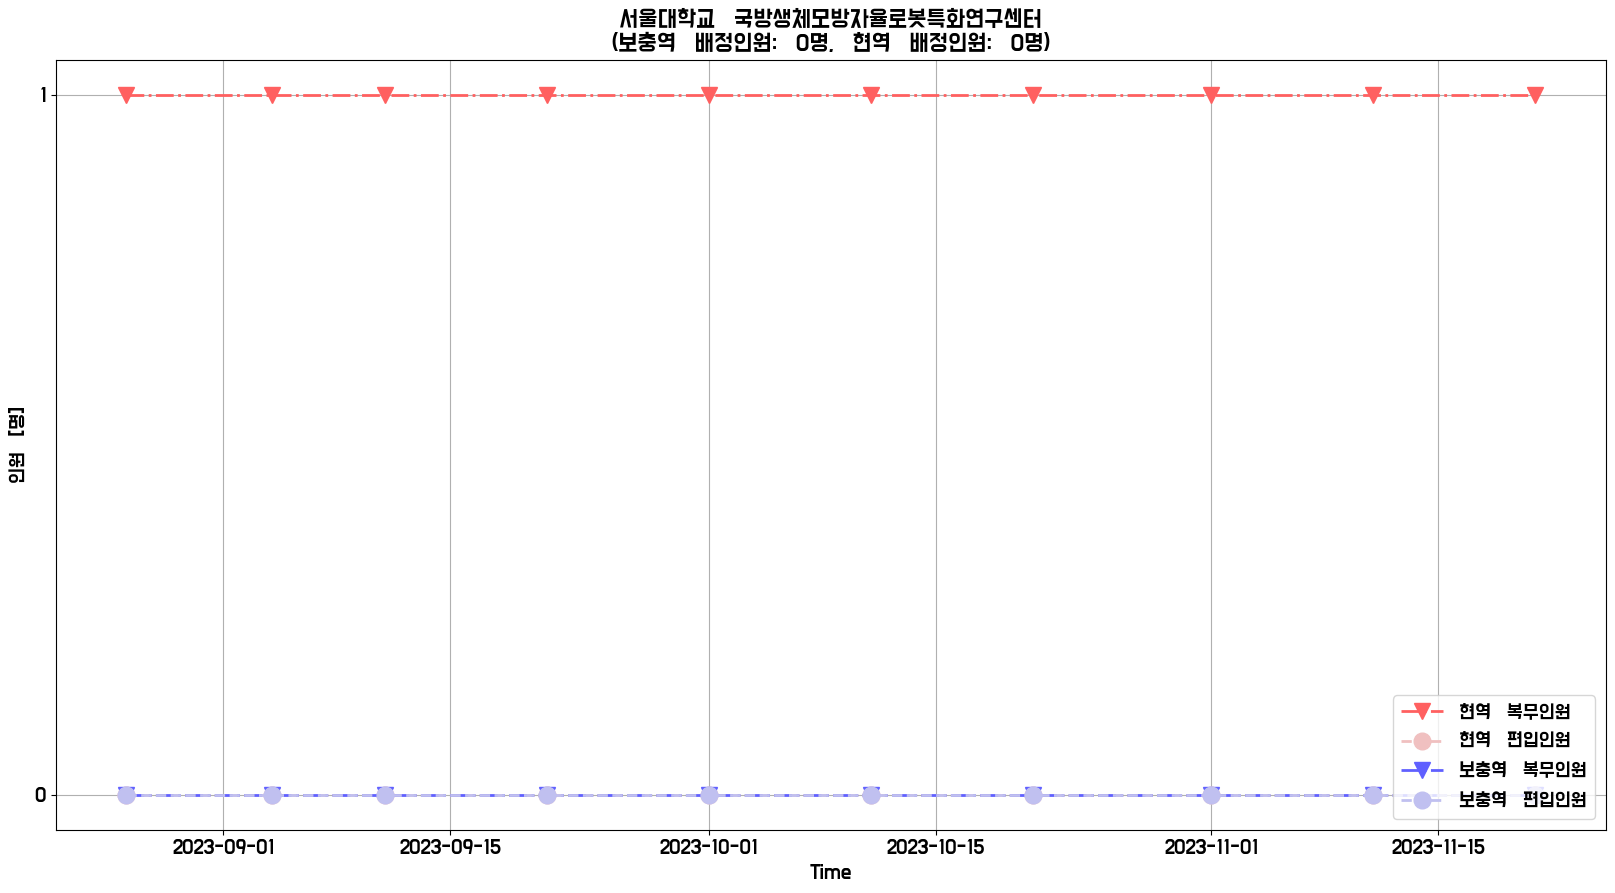 서울대학교 국방생체모방자율로봇특화연구센터
(보충역 배정인원: 0명, 현역 배정인원: 0명)
1
0
인원 [명]
현역 복무인원
현역 편입인원
보충역 복무인원
보충역 편입인원
2023-09-01 2023-09-15 2023-10-01 2023-10-15 2023-11-01 2023-11-15
Time